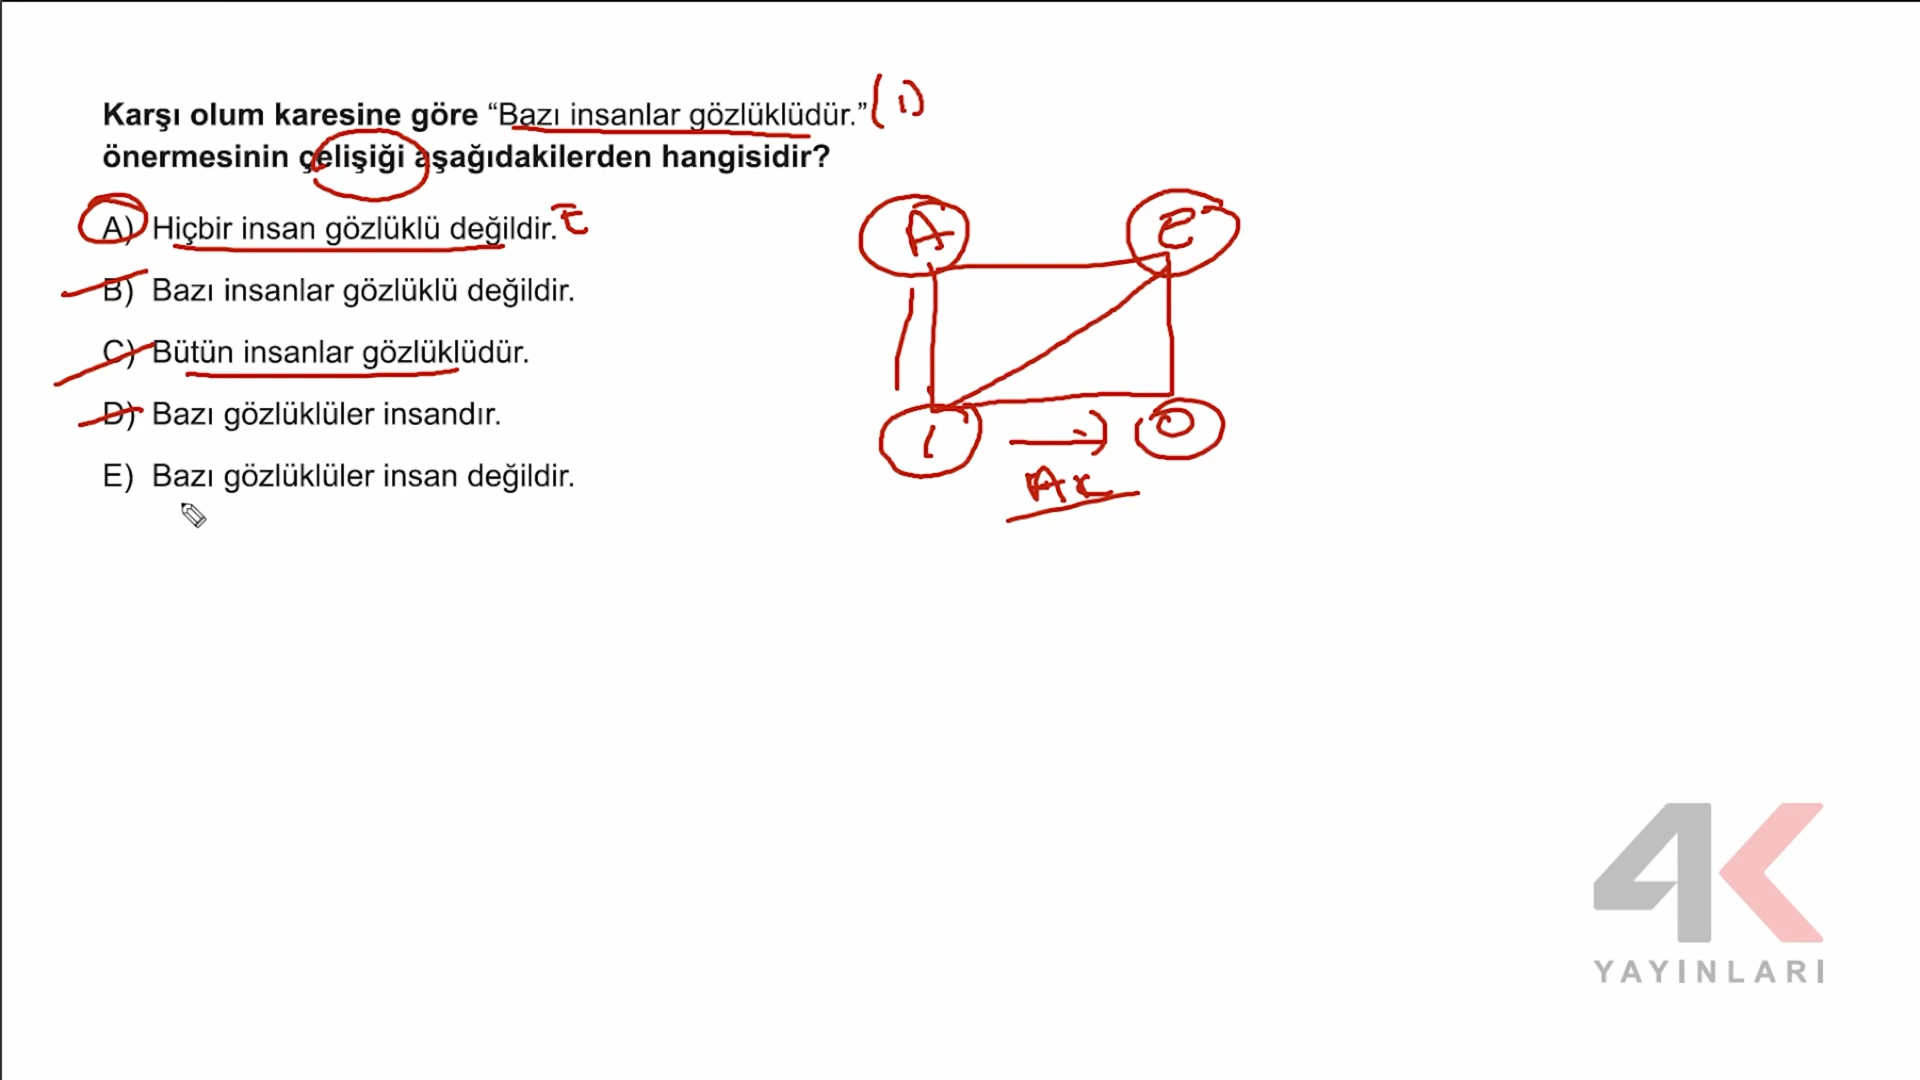 Karşı olum karesine göre “Bazı insanlar gözlüklüdür.” (I)
önermesinin çelişiği aşağıdakilerden hangisidir?
A) Hiçbir insan gözlüklü değildir. E
B) Bazı insanlar gözlüklü değildir.
C) Bütün insanlar gözlüklüdür.
D) Bazı gözlüklüler insandır.
E) Bazı gözlüklüler insan değildir.
A E
I O
4K
YAYINLARI